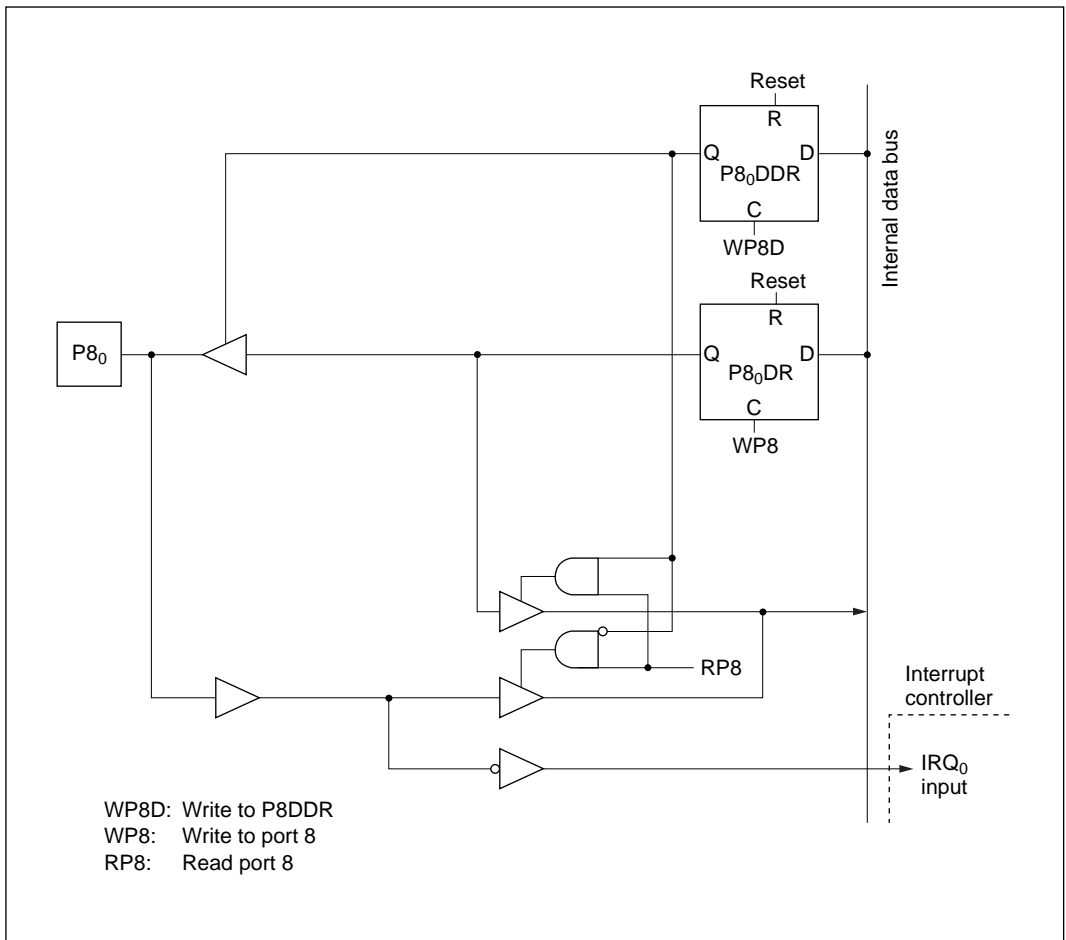 Reset
R
Q D
P8₀DDR
C
WP8D
Internal data bus
Reset
R
P8₀
Q D
P8₀DR
C
WP8
RP8
Interrupt
controller
IRQ₀
input
WP8D: Write to P8DDR
WP8: Write to port 8
RP8: Read port 8